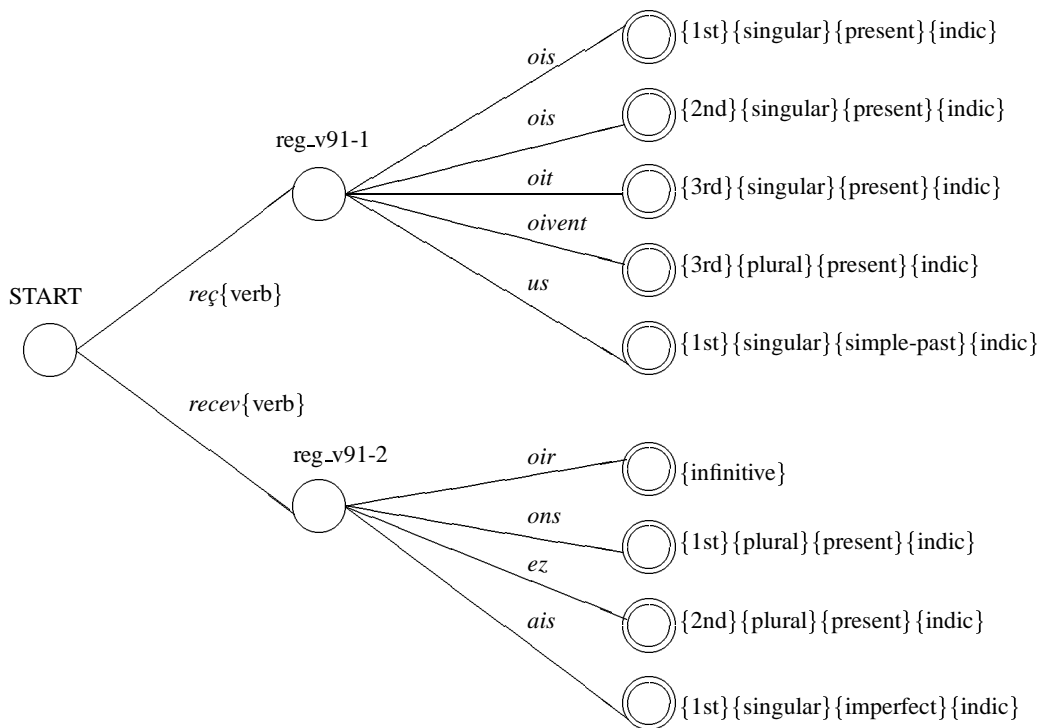 {1st}{singular}{present}{indic}
ois
ois
{2nd}{singular}{present}{indic}
reg_v91-1
oit
{3rd}{singular}{present}{indic}
oivent
{3rd}{plural}{present}{indic}
us
START
reç{verb}
{1st}{singular}{simple-past}{indic}
recev{verb}
reg_v91-2
oir
{infinitive}
ons
{1st}{plural}{present}{indic}
ez
{2nd}{plural}{present}{indic}
ais
{1st}{singular}{imperfect}{indic}